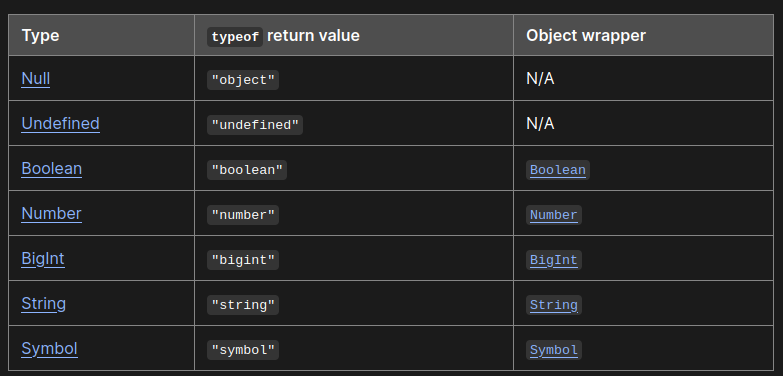 Type typeof return value Object wrapper
Null "object" N/A
Undefined "undefined" N/A
Boolean "boolean" Boolean
Number "number" Number
BigInt "bigint" BigInt
String "string" String
Symbol "symbol" Symbol